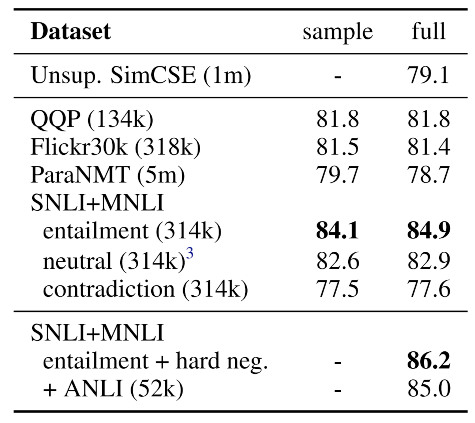 Dataset sample full
Unsup. SimCSE (1m) - 79.1
QQP (134k) 81.8 81.8
Flickr30k (318k) 81.5 81.4
ParaNMT (5m) 79.7 78.7
SNLI+MNLI
entailment (314k) 84.1 84.9
neutral (314k)3 82.6 82.9
contradiction (314k) 77.5 77.6
SNLI+MNLI
entailment + hard neg. - 86.2
+ ANLI (52k) - 85.0